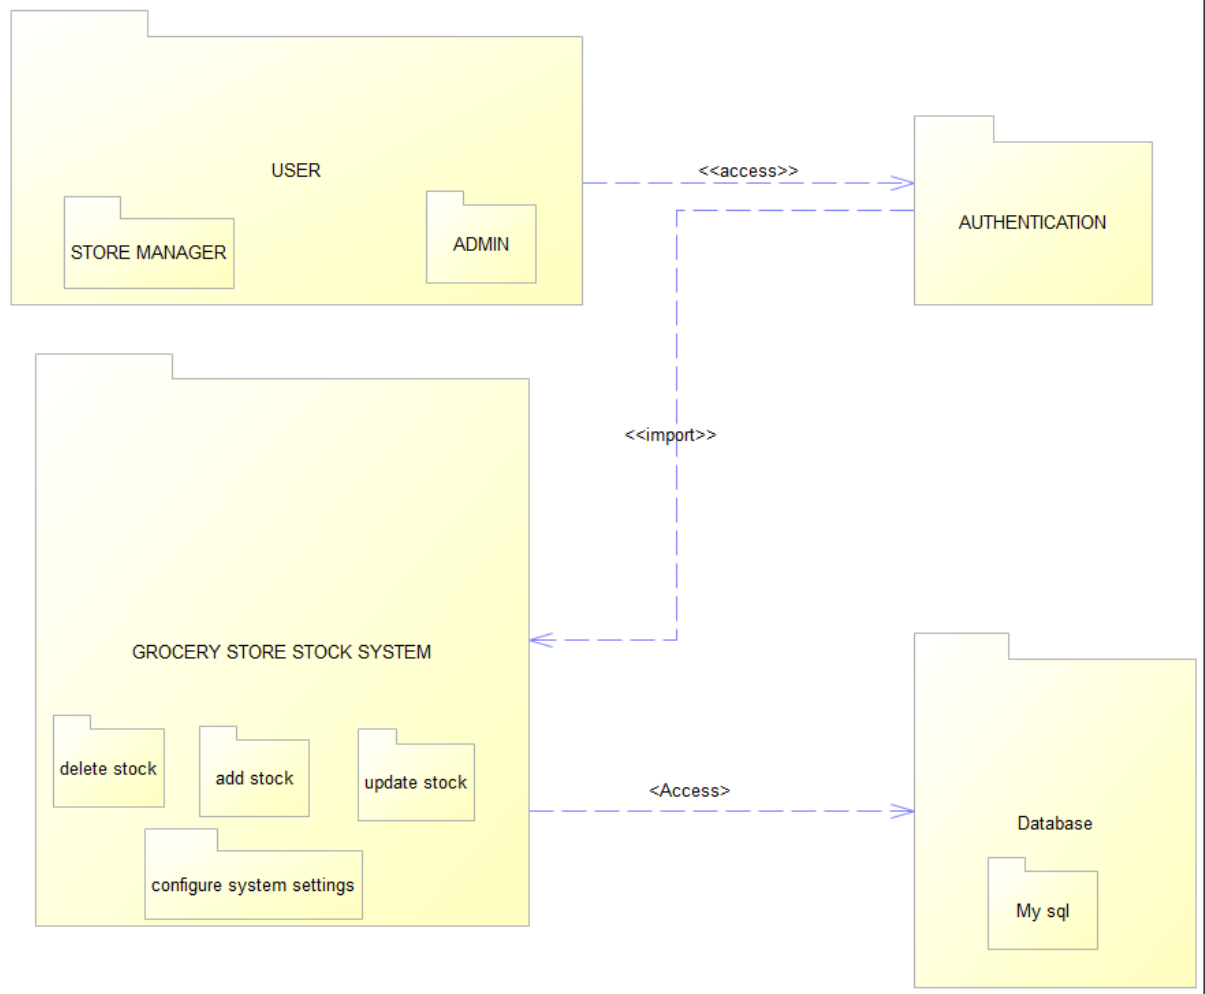 USER
STORE MANAGER
ADMIN
<<access>>
AUTHENTICATION
<<import>>
GROCERY STORE STOCK SYSTEM
delete stock
add stock
update stock
configure system settings
<Access>
Database
My sql